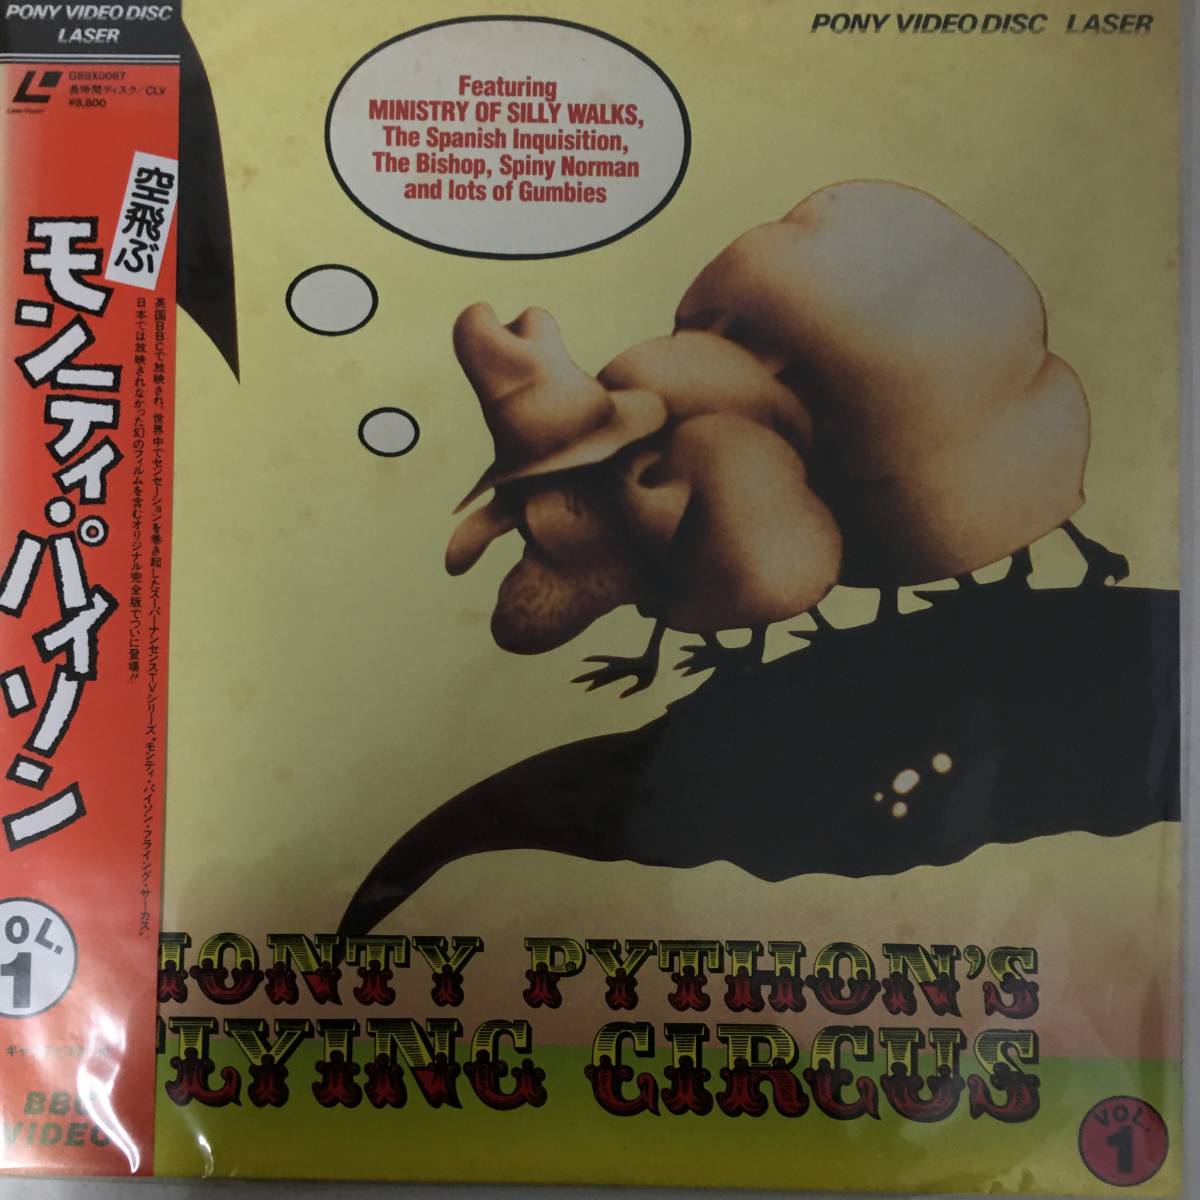 PONY VIDEO DISC
LASER
G88X0087
長時間ディスク/CLV
¥8,800
LaserVision
空飛ぶ
モンティ・パイソン
英国BBCで放映され、世界中でセンセーションを巻き起したスーパーナンセンスTVシリーズ“モンティ・パイソン・フライング・サーカス”。
日本では放映されなかった幻のフィルムを含むオリジナル完全版でついに登場!!
VOL.
1
BBC
VIDEO
PONY VIDEO DISC LASER
Featuring
MINISTRY OF SILLY WALKS,
The Spanish Inquisition,
The Bishop, Spiny Norman
and lots of Gumbies
MONTY PYTHON'S
FLYING CIRCUS
VOL.
1